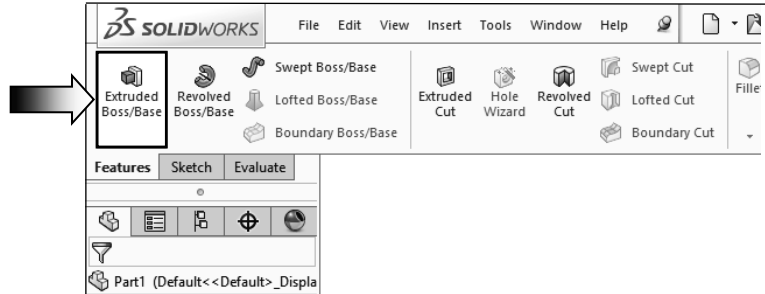 SOLIDWORKS File Edit View Insert Tools Window Help
Extruded Boss/Base
Revolved Boss/Base
Swept Boss/Base
Lofted Boss/Base
Boundary Boss/Base
Extruded Cut
Hole Wizard
Revolved Cut
Swept Cut
Lofted Cut
Boundary Cut
Features Sketch Evaluate
Part1 (Default<<Default>_Displa